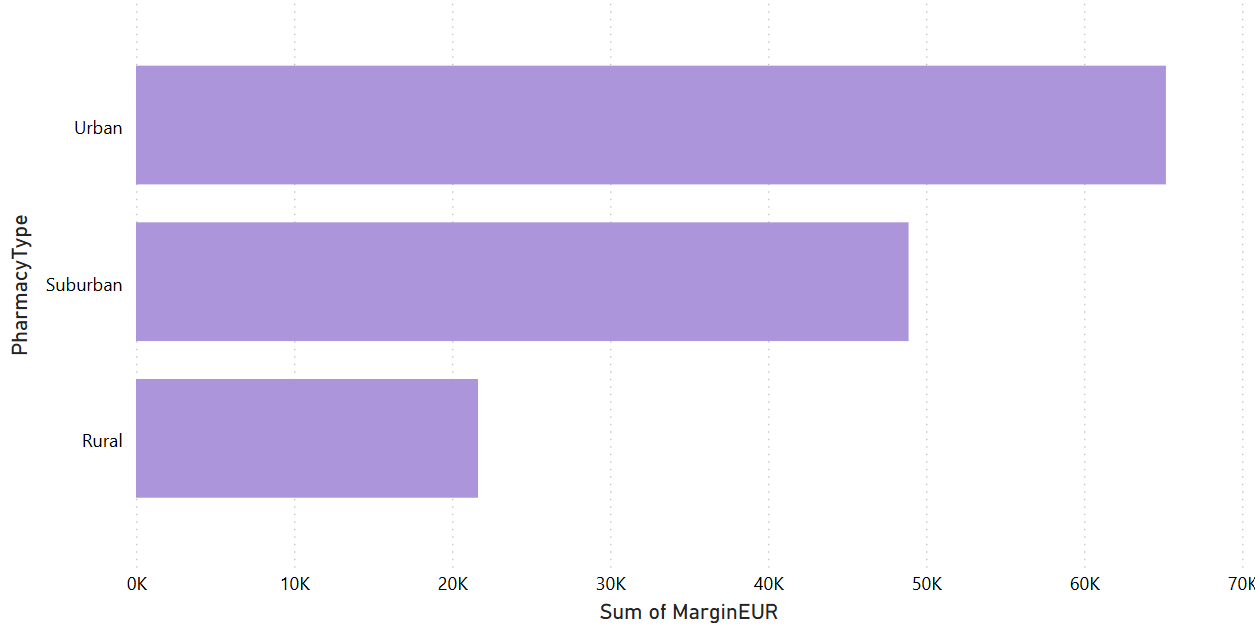 PharmacyType
Urban
Suburban
Rural
0K 10K 20K 30K 40K 50K 60K 70K
Sum of MarginEUR